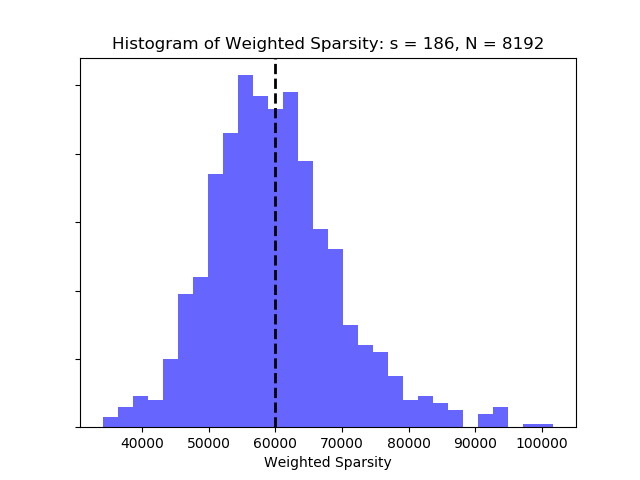 Histogram of Weighted Sparsity: s = 186, N = 8192
40000 50000 60000 70000 80000 90000 100000
Weighted Sparsity